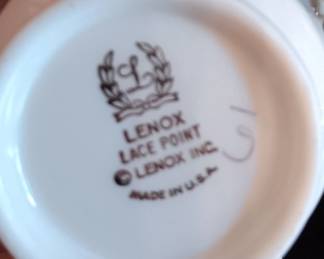 L
LENOX
LACE POINT
© LENOX INC.
MADE IN U.S.A.